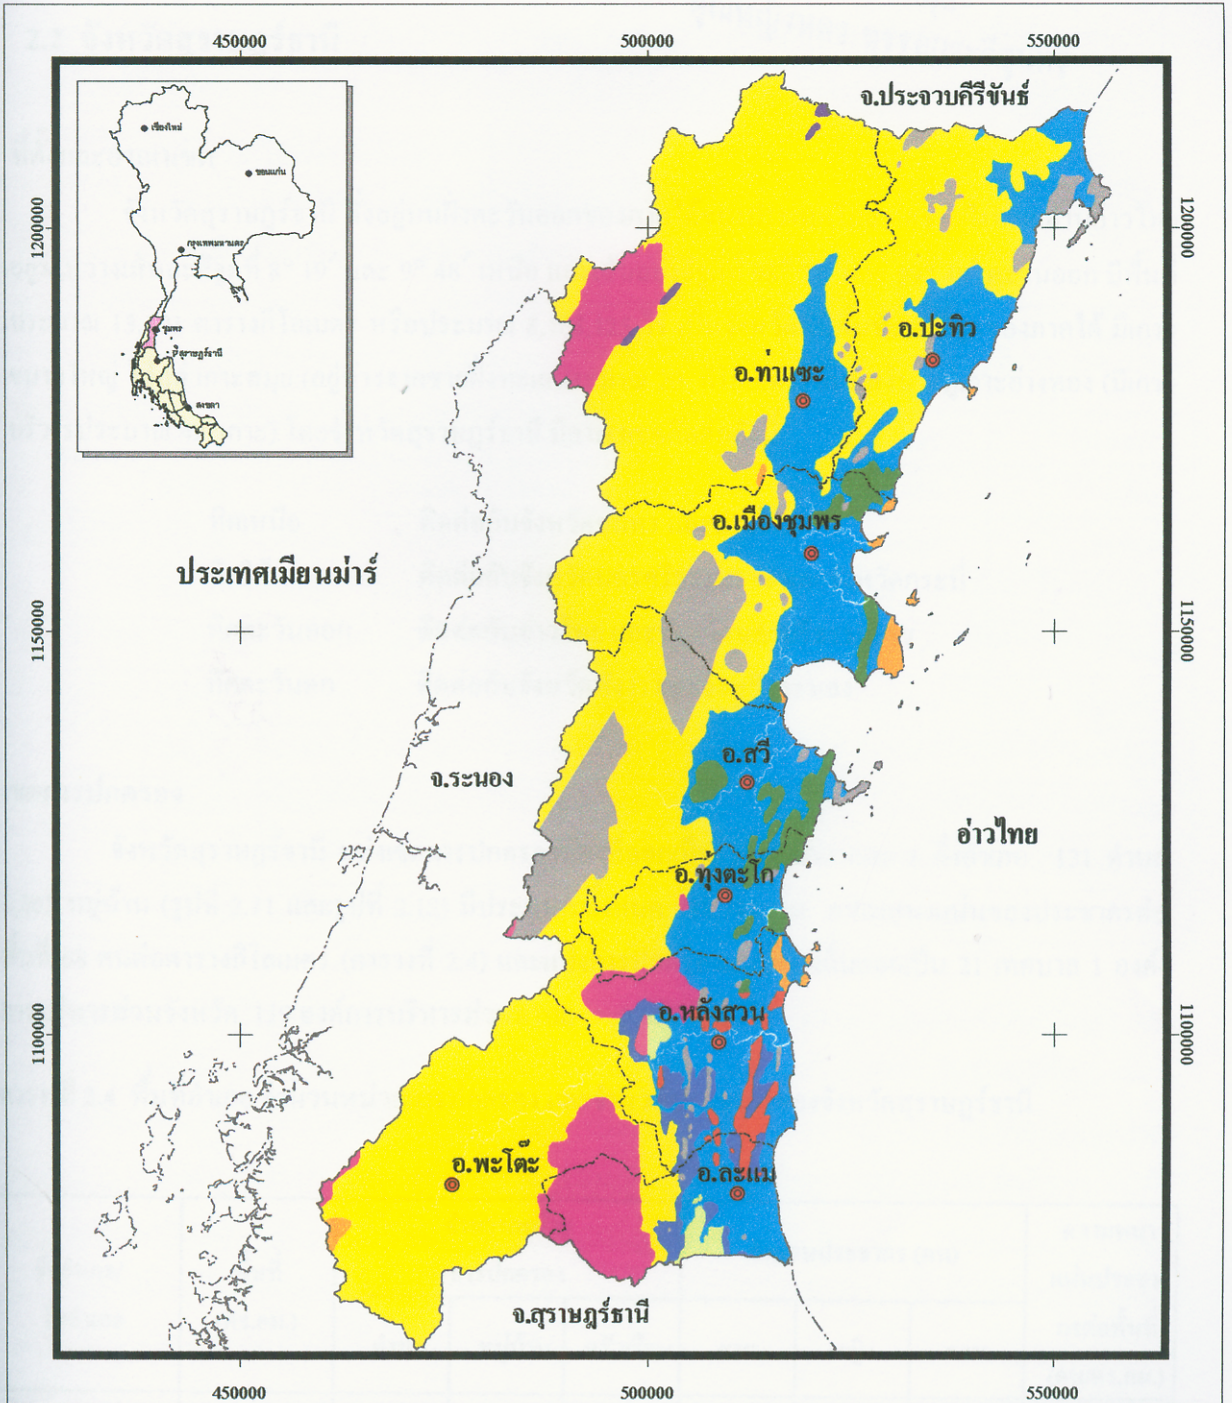 450000
500000
550000
จ.ประจวบคีรีขันธ์
เชียงใหม่
ขอนแก่น
กรุงเทพมหานคร
ชุมพร
สุราษฎร์ธานี
สงขลา
1200000
1200000
อ.ปะทิว
อ.ท่าแซะ
อ.เมืองชุมพร
ประเทศเมียนม่าร์
1150000
1150000
อ.สวี
จ.ระนอง
อ่าวไทย
อ.ทุ่งตะโก
อ.หลังสวน
1100000
1100000
อ.พะโต๊ะ
อ.ละแม
จ.สุราษฎร์ธานี
450000
500000
550000